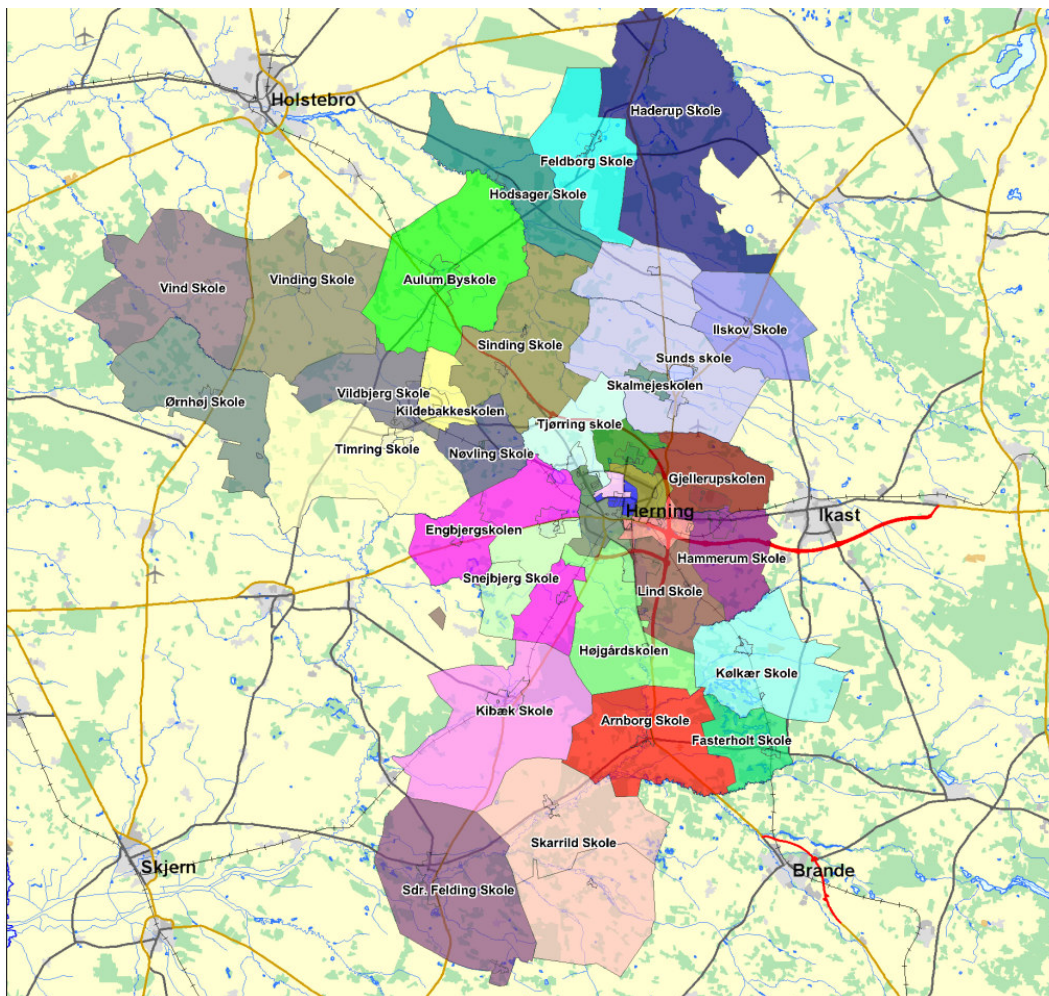 Holstebro
Haderup Skole
Feldborg Skole
Hodsager Skole
Aulum Byskole
Vinding Skole
Vind Skole
Ilskov Skole
Sinding Skole
Sunds skole
Skalmejeskolen
Vildbjerg Skole
Ørnhøj Skole
Kildebakkeskolen
Tjørring skole
Timring Skole
Nøvling Skole
Gjellerupskolen
Herning
Ikast
Engbjergskolen
Hammerum Skole
Snejbjerg Skole
Lind Skole
Højgårdskolen
Kølkær Skole
Kibæk Skole
Arnborg Skole
Fasterholt Skole
Skarrild Skole
Skjern
Brande
Sdr. Felding Skole